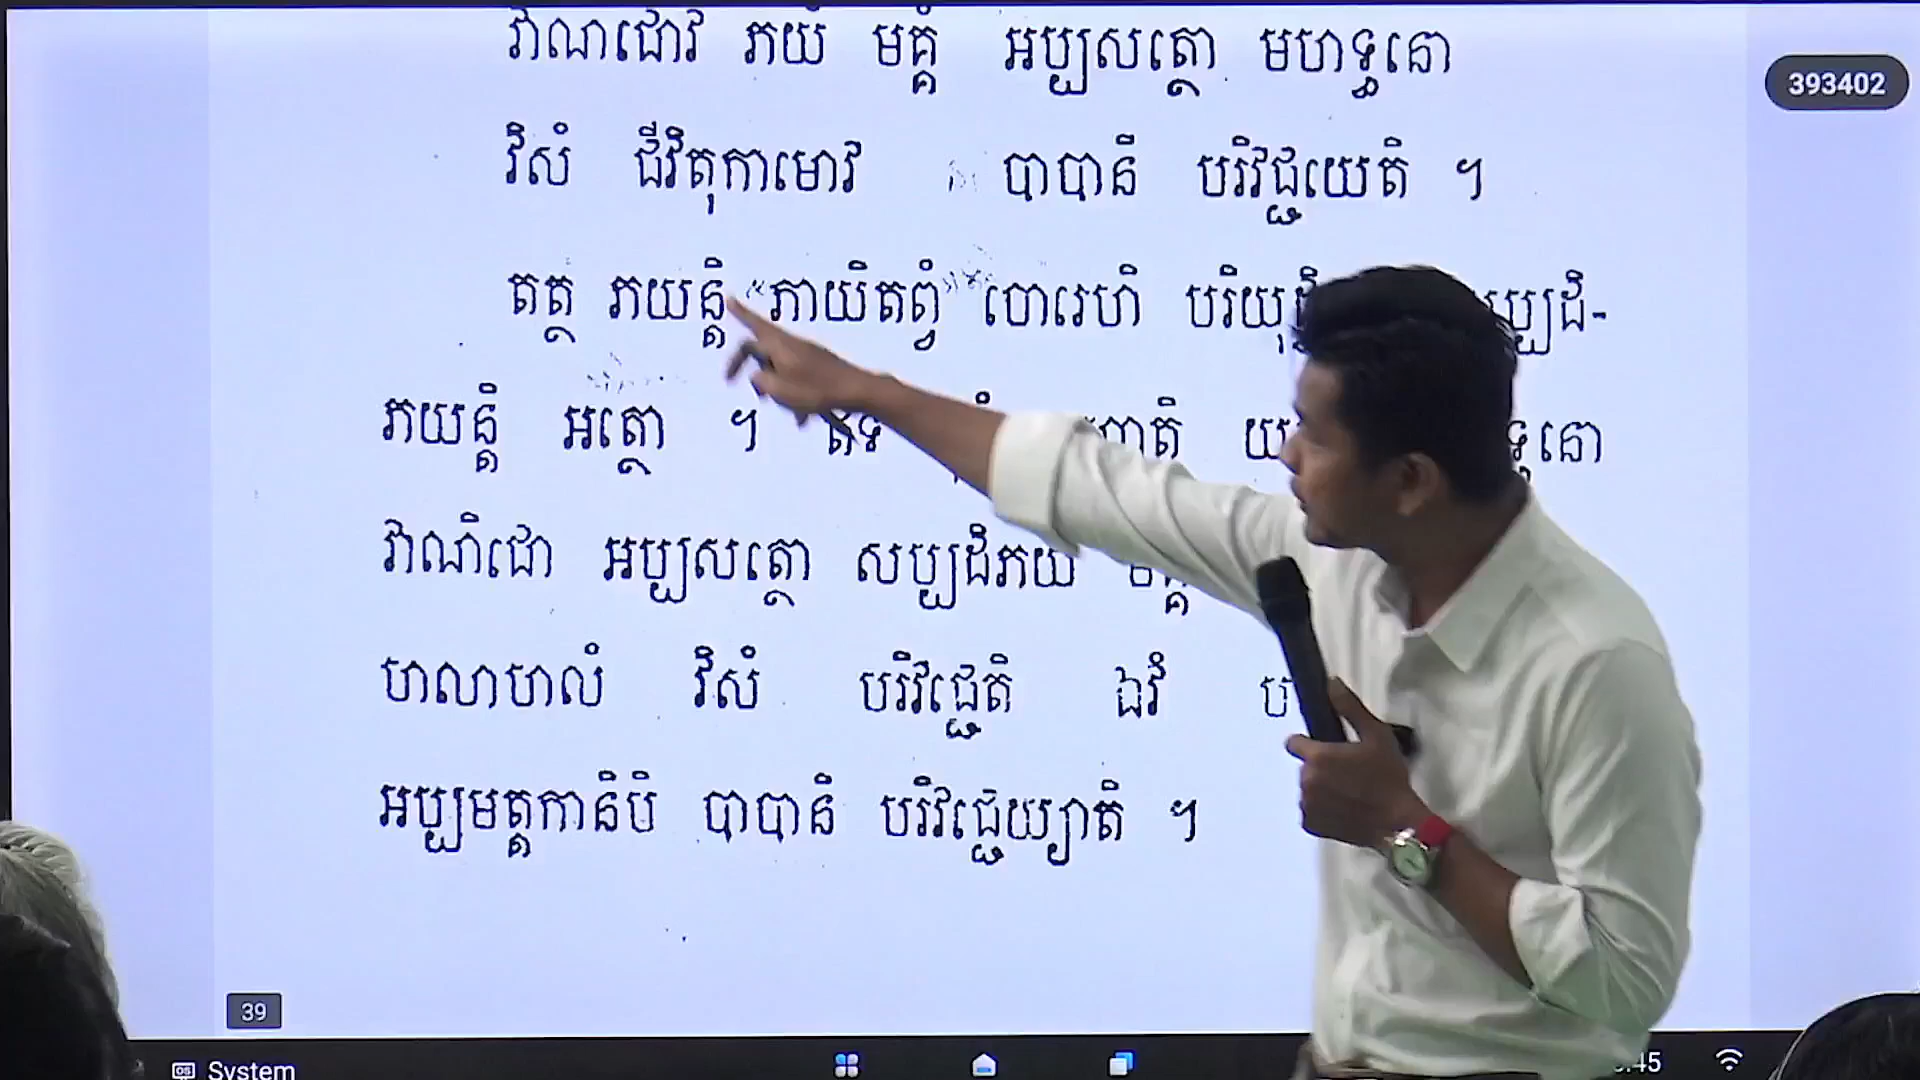 វាណិជោវ ភយំ មគ្គំ អប្បសត្ថោ មហទ្ធនោ
393402
វិសំ ជីវិតុកាមោវ បាបានិ បរិវជ្ជយេតិ ។
តត្ថ ភយន្តិ “ភាយិតព្វំ” ចោរេហិ
ភយន្តិ អត្ថោ ។
វាណិជោ អប្បសត្ថោ សប្បដិភយំ
ហលាហលំ វិសំ បរិវជ្ជេតិ ឯវំ
អប្បមត្តកានិបិ បាបានិ បរិវជ្ជេយ្យាតិ ។
39
System